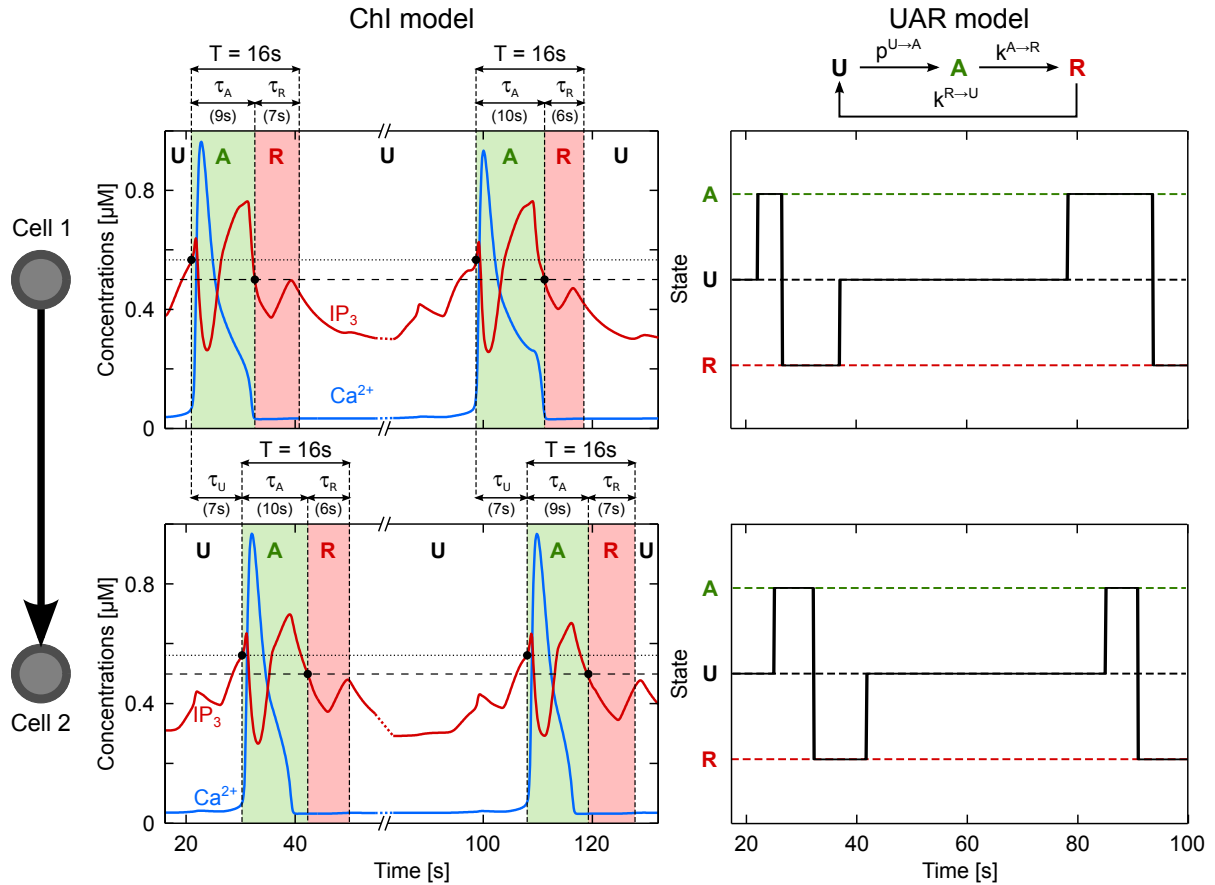 ChI model
UAR model
T = 16s
T = 16s
τA
τR
τA
τR
(9s)
(7s)
(10s)
(6s)
U
pU→A
A
kA→R
R
kR→U
Cell 1
Concentrations [µM]
0.8
0.4
0
U
A
R
U
A
R
U
IP3
Ca2+
State
A
U
R
T = 16s
T = 16s
τU
τA
τR
τU
τA
τR
(7s)
(10s)
(6s)
(7s)
(9s)
(7s)
Cell 2
Concentrations [µM]
0.8
0.4
0
U
A
R
U
A
R
U
IP3
Ca2+
State
A
U
R
20
40
100
120
Time [s]
20
40
60
80
100
Time [s]